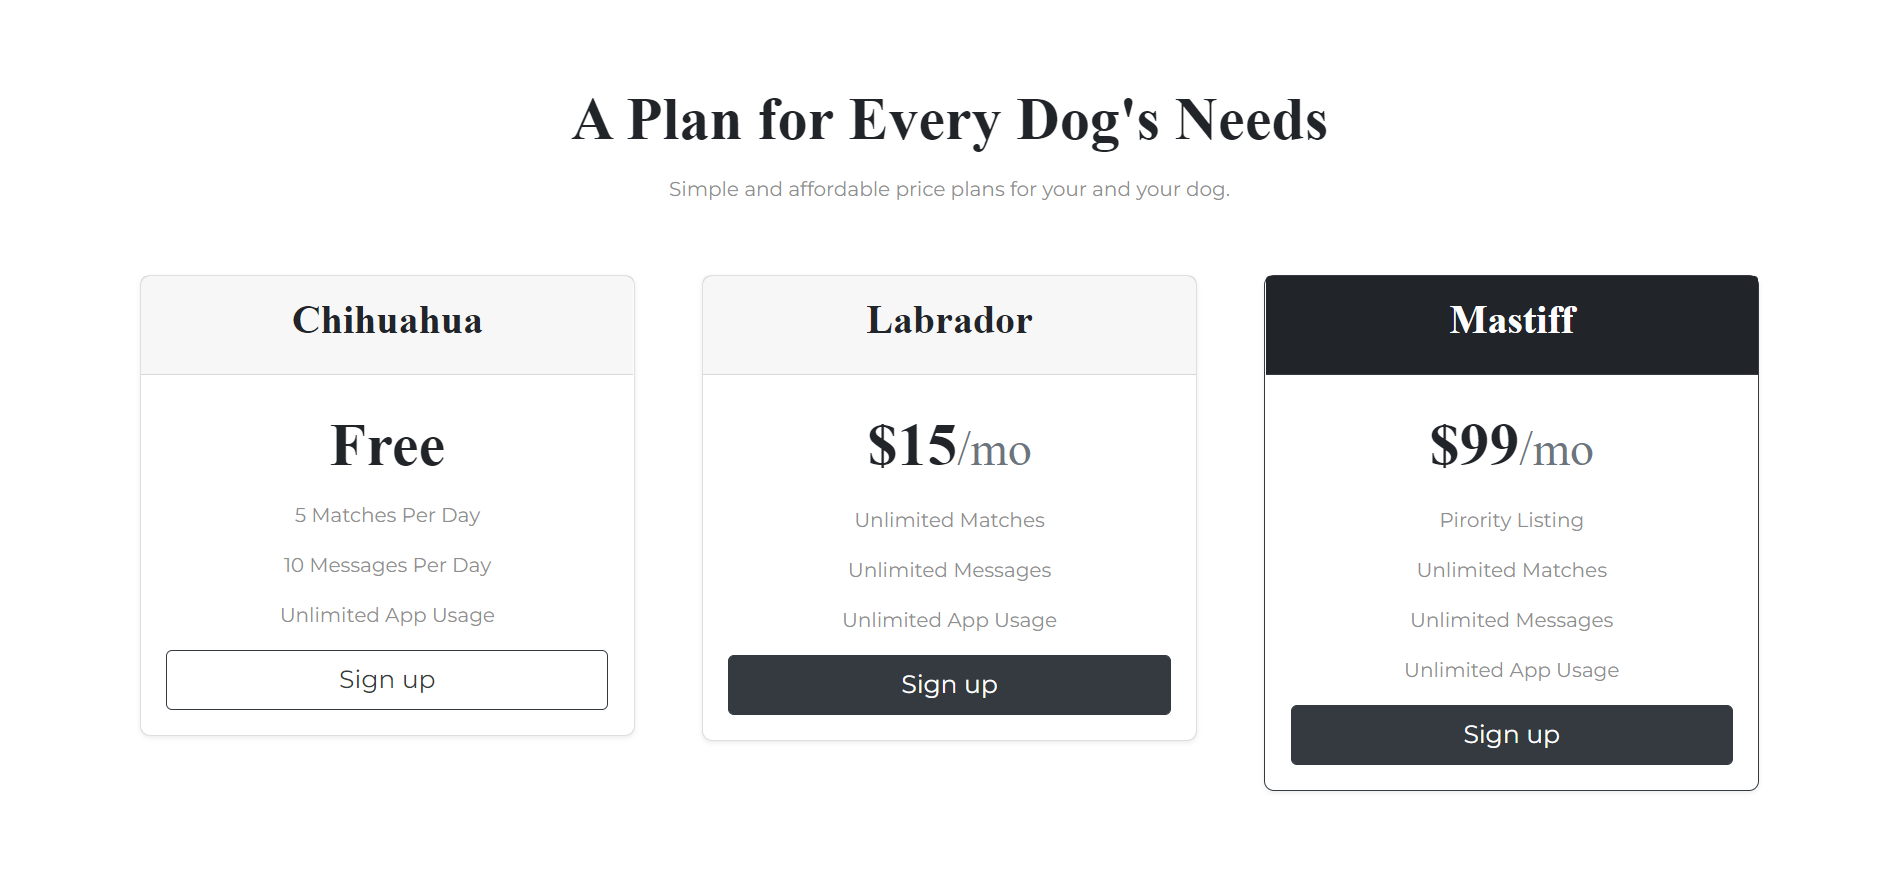 A Plan for Every Dog's Needs
Simple and affordable price plans for your and your dog.
Chihuahua
Free
5 Matches Per Day
10 Messages Per Day
Unlimited App Usage
Sign up
Labrador
$15/mo
Unlimited Matches
Unlimited Messages
Unlimited App Usage
Sign up
Mastiff
$99/mo
Pirority Listing
Unlimited Matches
Unlimited Messages
Unlimited App Usage
Sign up